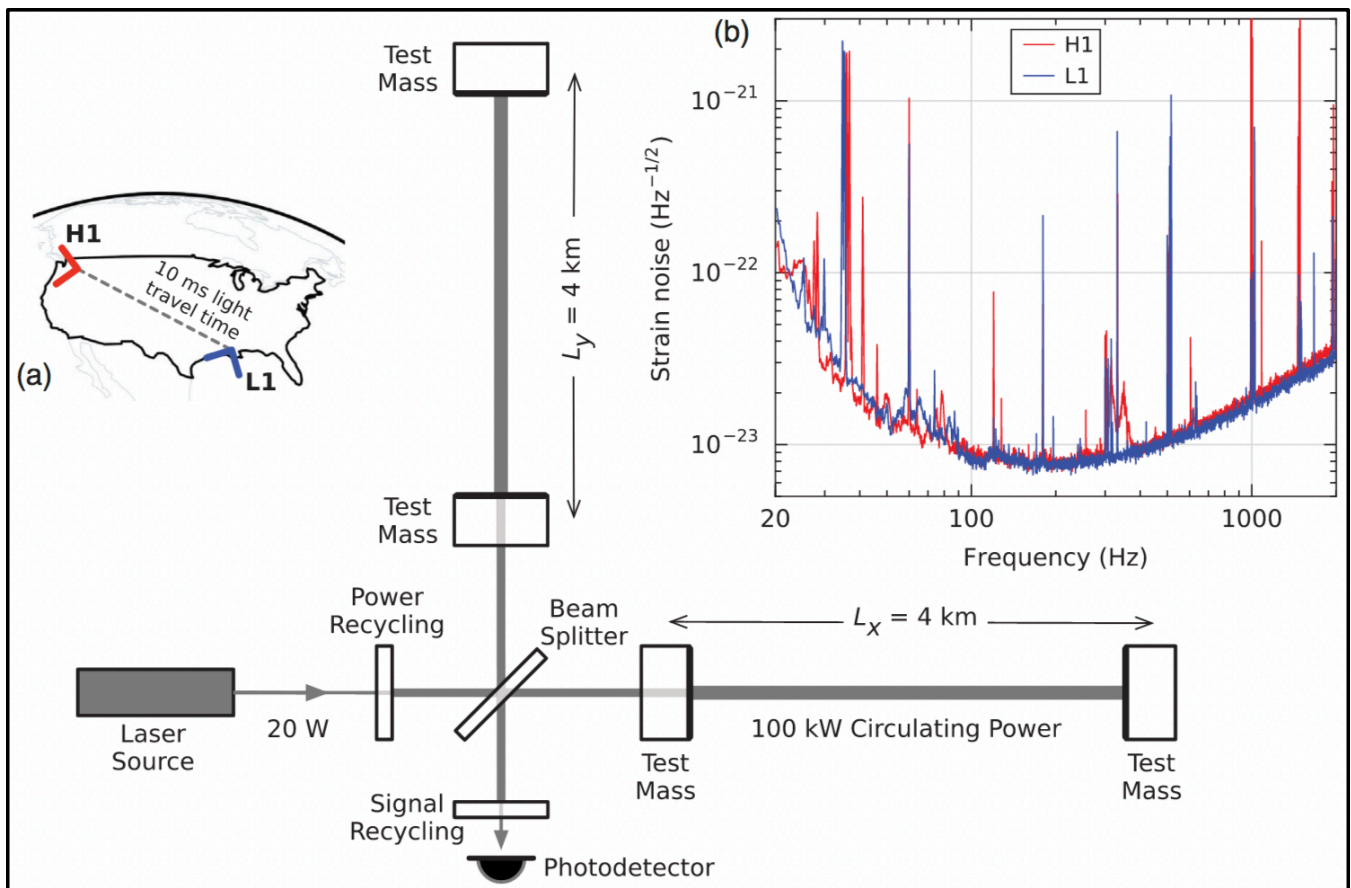 (a)
H1
10 ms light
travel time
L1
Test
Mass
L_y = 4 km
Test
Mass
Power
Recycling
Beam
Splitter
Laser
Source
20 W
L_x = 4 km
100 kW Circulating Power
Test
Mass
Test
Mass
Signal
Recycling
Photodetector
(b)
H1
L1
Strain noise (Hz^{-1/2})
10^{-21}
10^{-22}
10^{-23}
20
100
1000
Frequency (Hz)